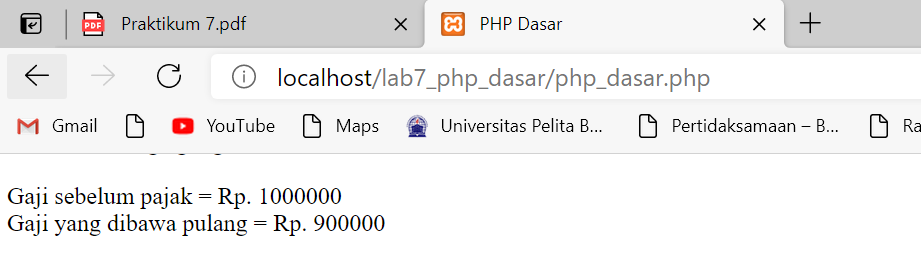 PDF Praktikum 7.pdf PHP Dasar
localhost/lab7_php_dasar/php_dasar.php
Gmail YouTube Maps Universitas Pelita B... Pertidaksamaan – B... Ra
Gaji sebelum pajak = Rp. 1000000
Gaji yang dibawa pulang = Rp. 900000